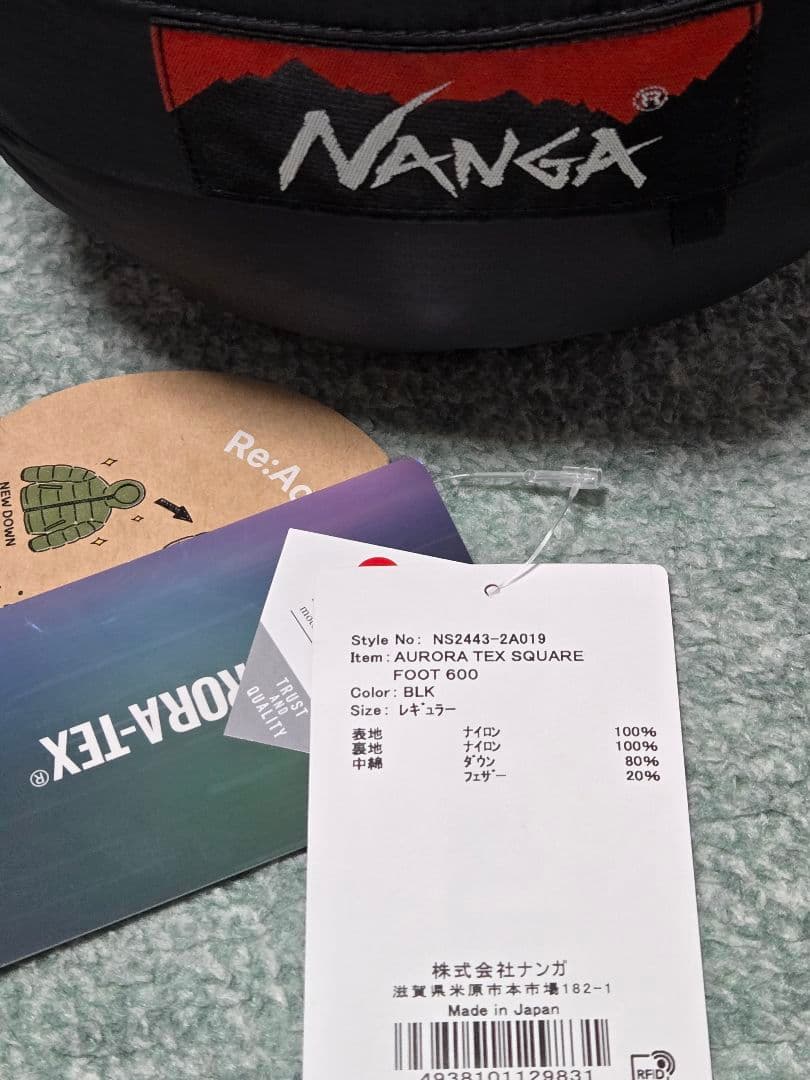 NANGA®
Re:Ac
NEW DOWN
RORA-TEX®
TRUST
AND
QUALITY
Style No: NS2443-2A019
Item: AURORA TEX SQUARE
FOOT 600
Color: BLK
Size: ﾚｷﾞｭﾗｰ
表地 ﾅｲﾛﾝ 100%
裏地 ﾅｲﾛﾝ 100%
中綿 ﾀﾞｳﾝ 80%
ﾌｪｻﾞｰ 20%
株式会社ナンガ
滋賀県米原市本市場182-1
Made in Japan
4938101129831
RFID